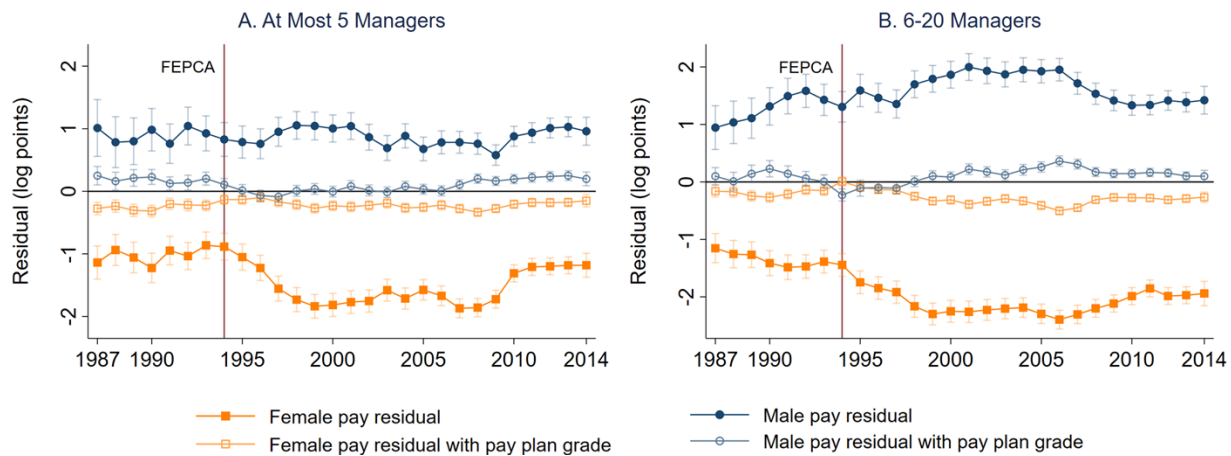 A. At Most 5 Managers
FEPCA
Residual (log points)
2
1
0
-1
-2
1987 1990 1995 2000 2005 2010 2014
B. 6-20 Managers
FEPCA
Residual (log points)
2
1
0
-1
-2
1987 1990 1995 2000 2005 2010 2014
Female pay residual
Female pay residual with pay plan grade
Male pay residual
Male pay residual with pay plan grade